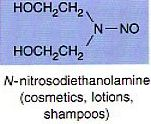 HOCH₂CH₂
N—NO
HOCH₂CH₂
N-nitrosodiethanolamine
(cosmetics, lotions,
shampoos)